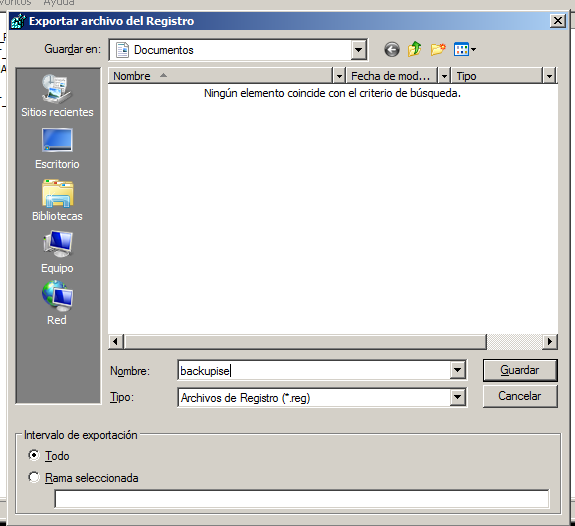 Ayuda
Exportar archivo del Registro
Guardar en:
Documentos
Nombre
Fecha de mod...
Tipo
Ningún elemento coincide con el criterio de búsqueda.
Sitios recientes
Escritorio
Bibliotecas
Equipo
Red
Nombre:
backupise
Guardar
Tipo:
Archivos de Registro (*.reg)
Cancelar
Intervalo de exportación
Todo
Rama seleccionada